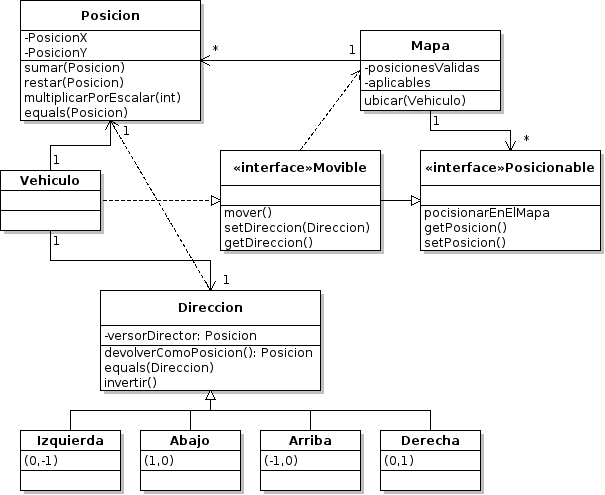 Posicion
-PosicionX
-PosicionY
sumar(Posicion)
restar(Posicion)
multiplicarPorEscalar(int)
equals(Posicion)
*
1
Mapa
-posicionesValidas
-aplicables
ubicar(Vehiculo)
1
*
1
1
Vehiculo
1
«interface»Movible
mover()
setDireccion(Direccion)
getDireccion()
«interface»Posicionable
pocisionarEnElMapa
getPosicion()
setPosicion()
1
Direccion
-versorDirector: Posicion
devolverComoPosicion(): Posicion
equals(Direccion)
invertir()
Izquierda
(0,-1)
Abajo
(1,0)
Arriba
(-1,0)
Derecha
(0,1)